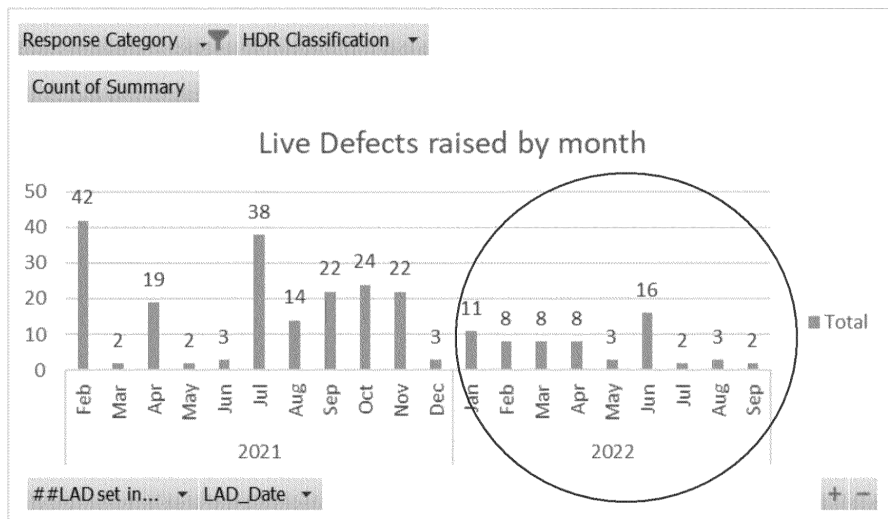 Response Category HDR Classification
Count of Summary
Live Defects raised by month
50
40
30
20
10
0
42 2 19 2 3 38 14 22 24 22 3 11 8 8 8 3 16 2 3 2
Total
Feb Mar Apr May Jun Jul Aug Sep Oct Nov Dec Jan Feb Mar Apr May Jun Jul Aug Sep
2021 2022
##LAD set in... LAD_Date
+ −